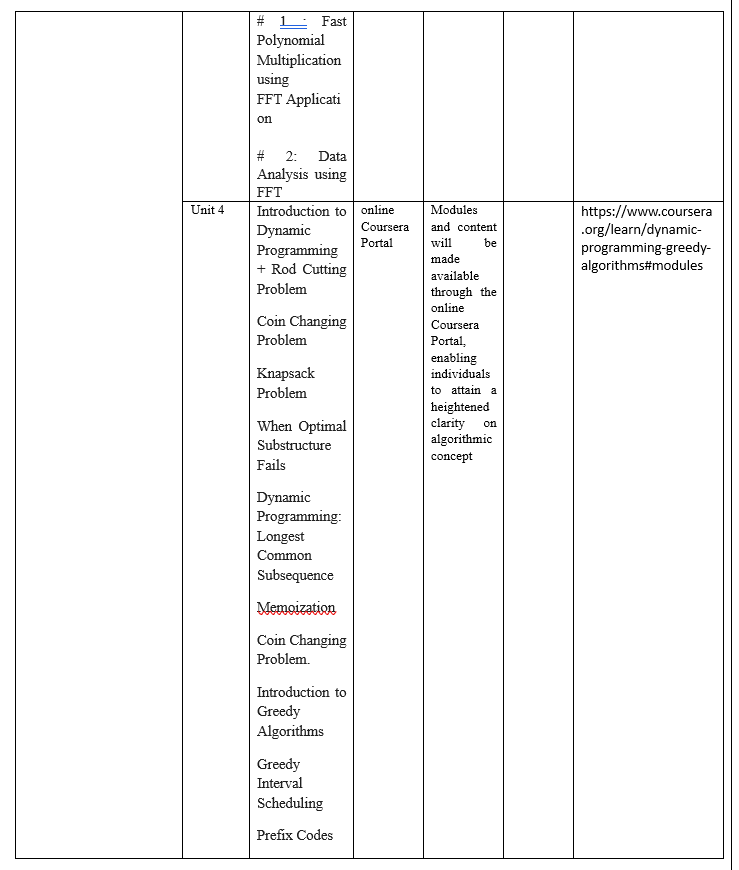 # 1 : Fast
Polynomial
Multiplication
using
FFT Applicati
on
# 2: Data
Analysis using
FFT
Unit 4
Introduction to
Dynamic
Programming
+ Rod Cutting
Problem
Coin Changing
Problem
Knapsack
Problem
When Optimal
Substructure
Fails
Dynamic
Programming:
Longest
Common
Subsequence
Memoization
Coin Changing
Problem.
Introduction to
Greedy
Algorithms
Greedy
Interval
Scheduling
Prefix Codes
online
Coursera
Portal
Modules
and content
will be
made
available
through the
online
Coursera
Portal,
enabling
individuals
to attain a
heightened
clarity on
algorithmic
concept
https://www.coursera
.org/learn/dynamic-
programming-greedy-
algorithms#modules